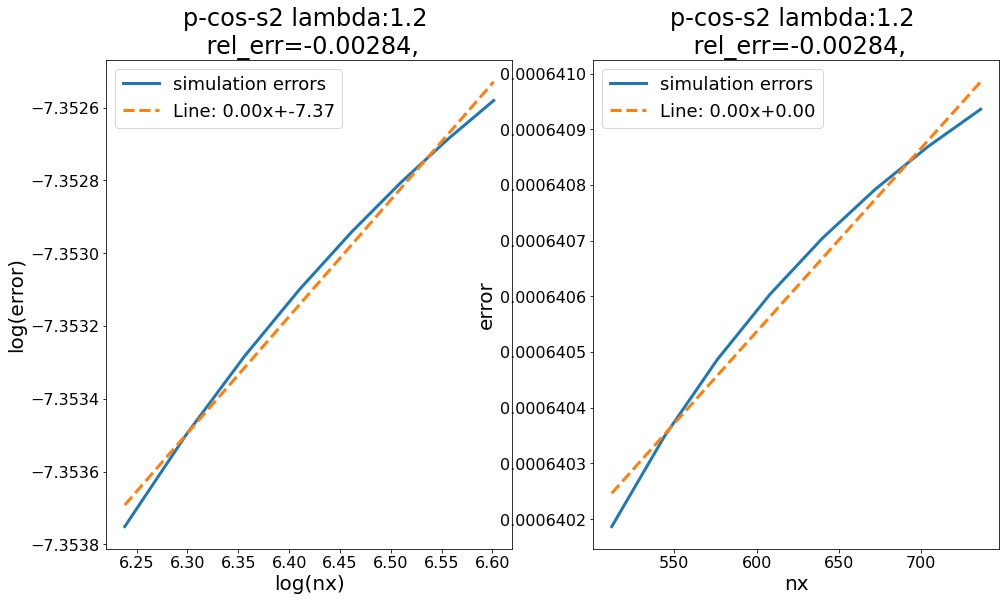 p-cos-s2 lambda:1.2
rel_err=-0.00284,
simulation errors
Line: 0.00x+-7.37
−7.3526
−7.3528
−7.3530
−7.3532
−7.3534
−7.3536
−7.3538
log(error)
6.25
6.30
6.35
6.40
6.45
6.50
6.55
6.60
log(nx)
p-cos-s2 lambda:1.2
rel_err=-0.00284,
simulation errors
Line: 0.00x+0.00
0.0006410
0.0006409
0.0006408
0.0006407
0.0006406
0.0006405
0.0006404
0.0006403
0.0006402
error
550
600
650
700
nx